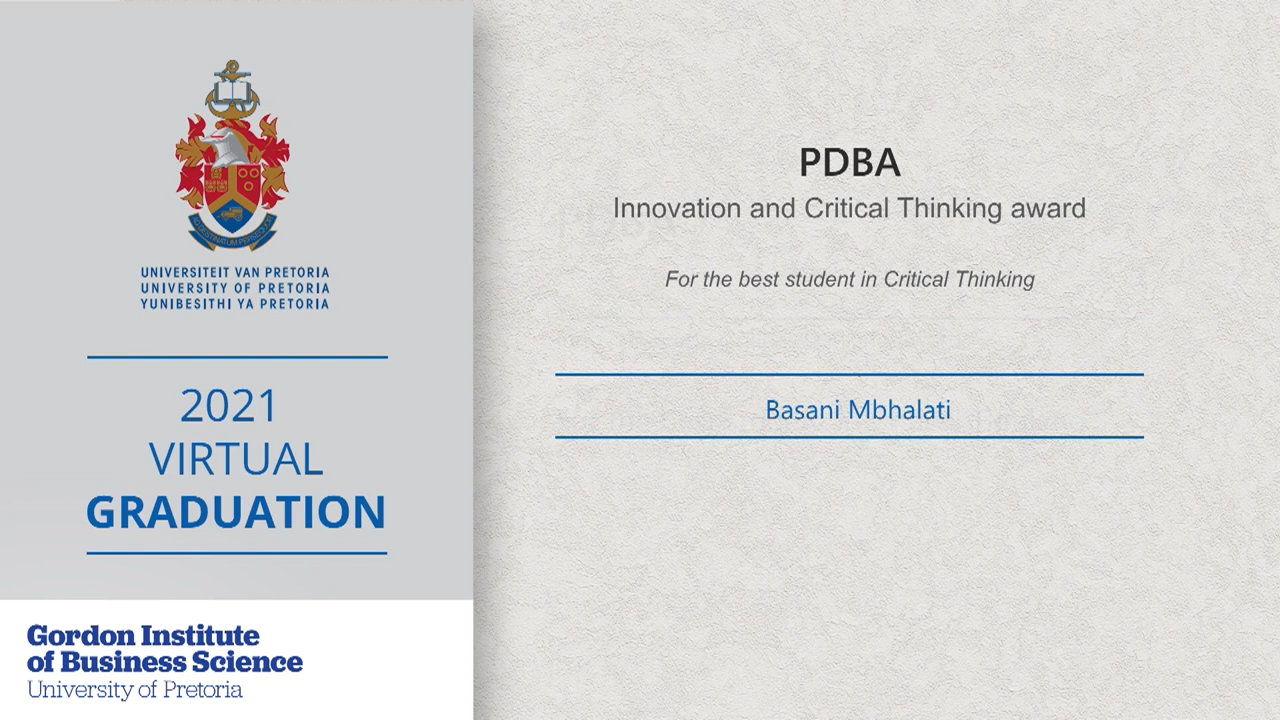 UNIVERSITEIT VAN PRETORIA
UNIVERSITY OF PRETORIA
YUNIBESITHI YA PRETORIA
2021
VIRTUAL
GRADUATION
Gordon Institute
of Business Science
University of Pretoria
PDBA
Innovation and Critical Thinking award
For the best student in Critical Thinking
Basani Mbhalati